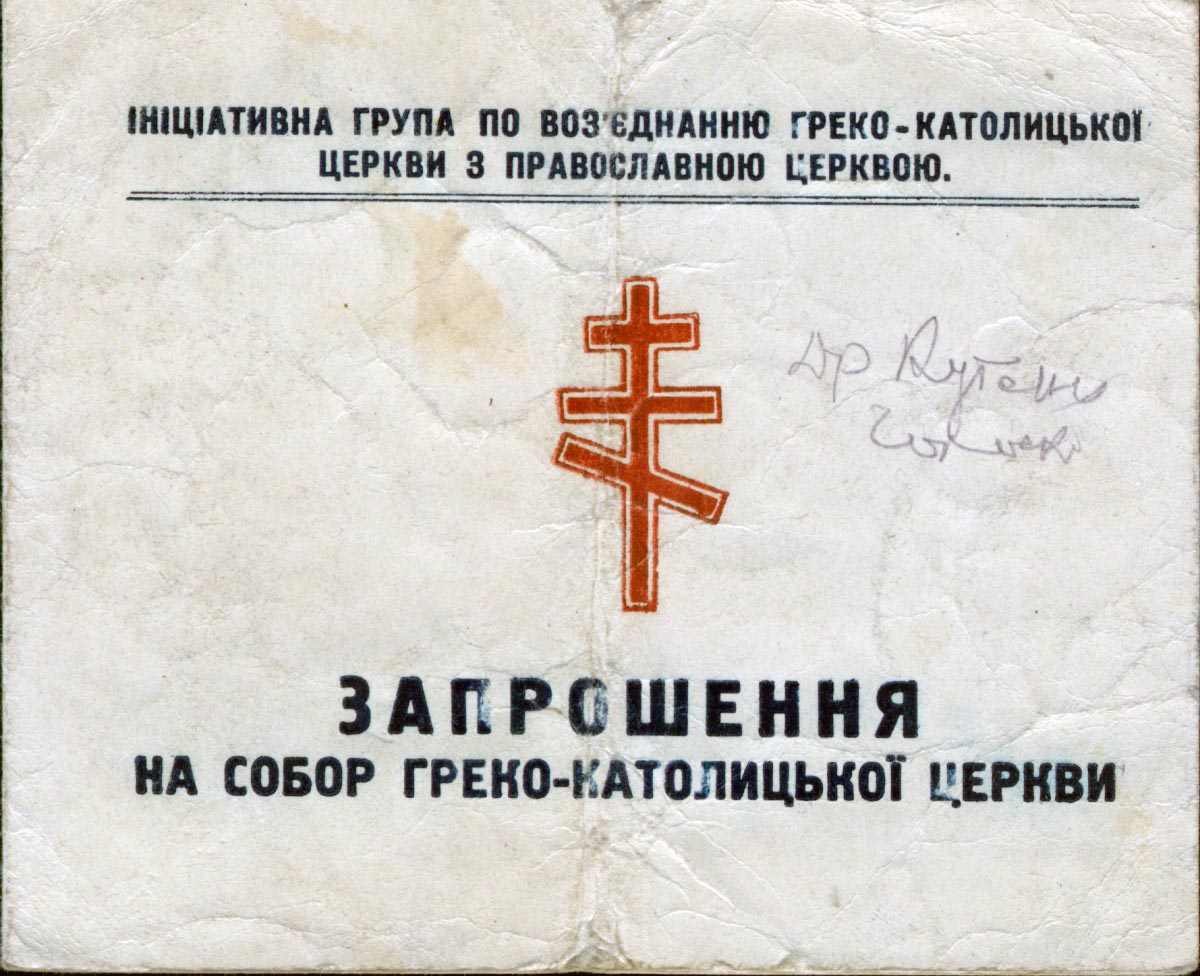 ІНІЦІАТИВНА ГРУПА ПО ВОЗ'ЄДНАННЮ ГРЕКО-КАТОЛИЦЬКОЇ
ЦЕРКВИ З ПРАВОСЛАВНОЮ ЦЕРКВОЮ.
Др
ЗАПРОШЕННЯ
НА СОБОР ГРЕКО-КАТОЛИЦЬКОЇ ЦЕРКВИ